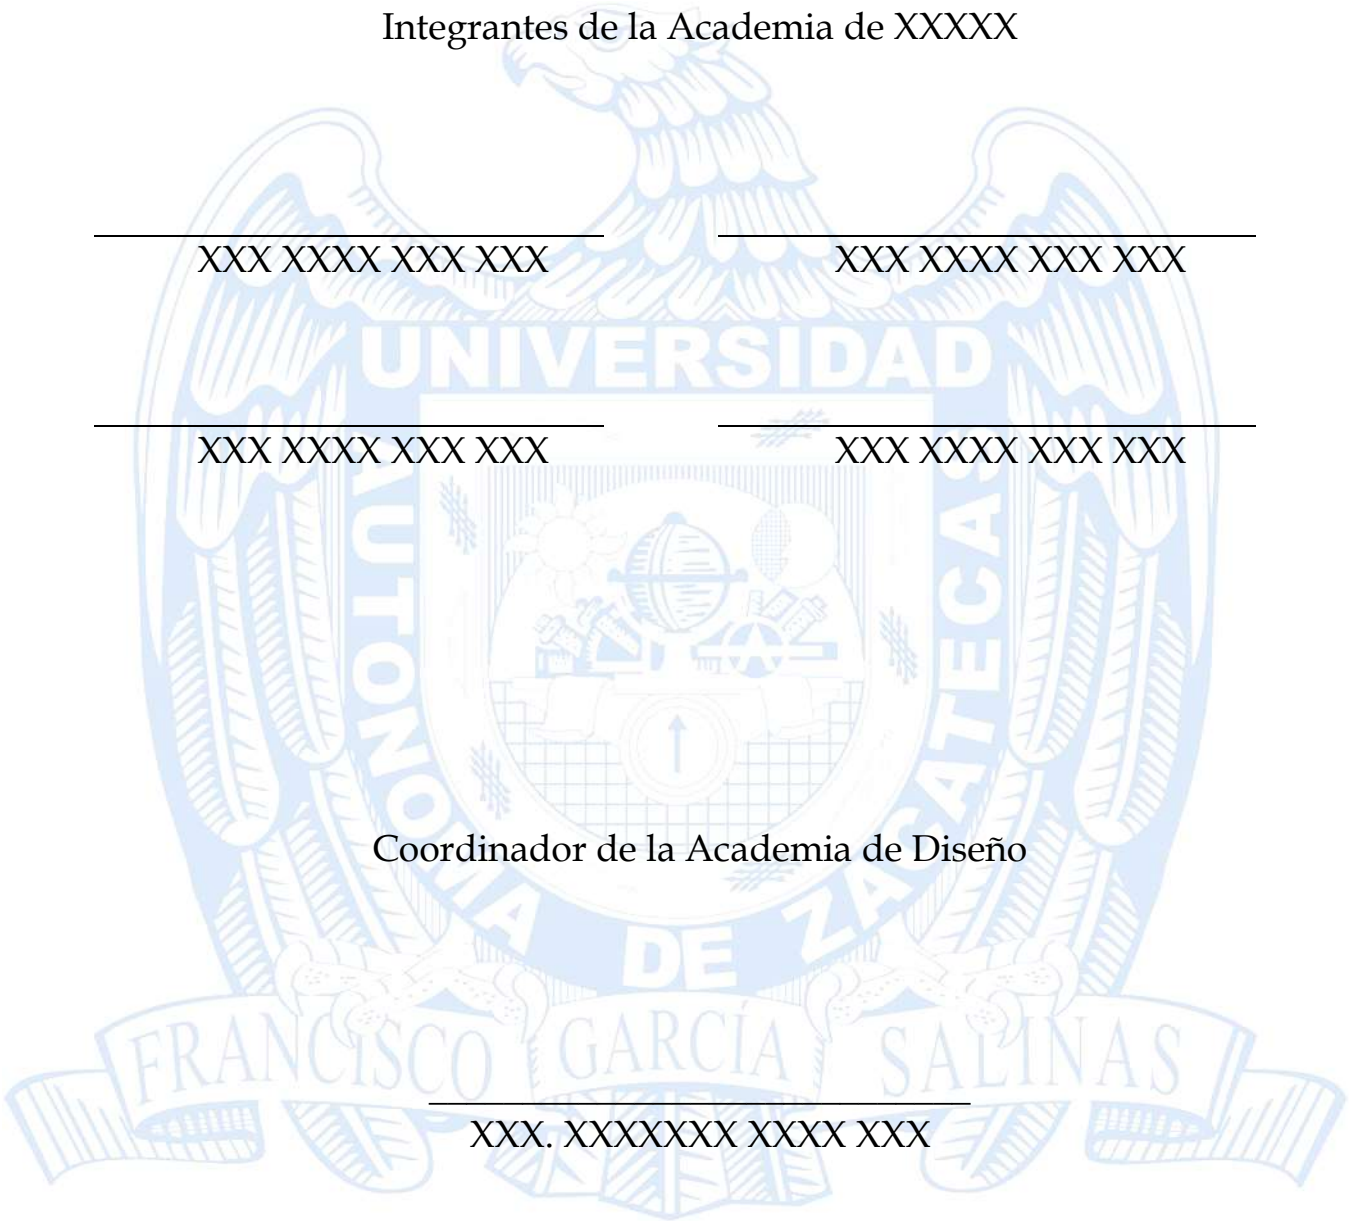 Integrantes de la Academia de XXXXX
XXX XXXX XXX XXX XXX XXXX XXX XXX
UNIVERSIDAD
XXX XXXX XXX XXX XXX XXXX XXX XXX
AUTONOMA DE ZACATECAS
Coordinador de la Academia de Diseño
FRANCISCO GARCÍA SALINAS
XXX. XXXXXXX XXXX XXX